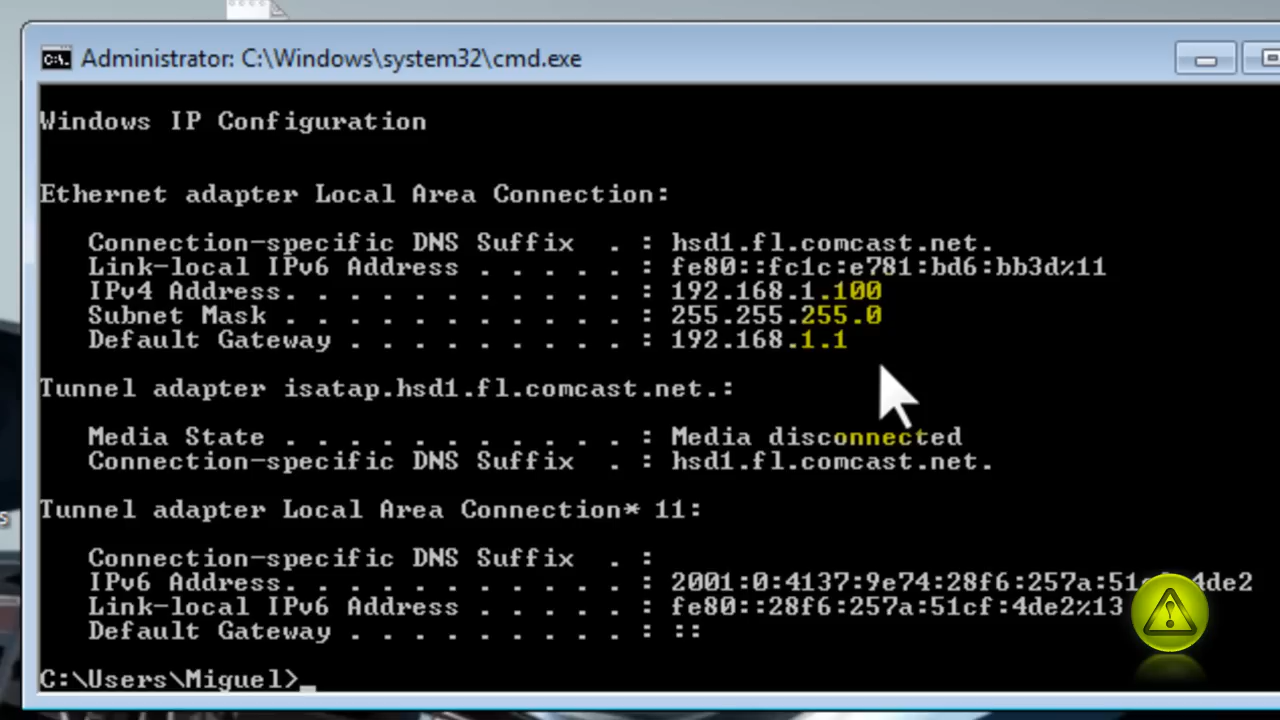 Administrator: C:\Windows\system32\cmd.exe
Windows IP Configuration
Ethernet adapter Local Area Connection:
Connection-specific DNS Suffix . : hsd1.fl.comcast.net.
Link-local IPv6 Address . . . . . : fe80::fc1c:e781:bd6:bb3d%11
IPv4 Address. . . . . . . . . . . : 192.168.1.100
Subnet Mask . . . . . . . . . . . : 255.255.255.0
Default Gateway . . . . . . . . . : 192.168.1.1
Tunnel adapter isatap.hsd1.fl.comcast.net.:
Media State . . . . . . . . . . . : Media disconnected
Connection-specific DNS Suffix . : hsd1.fl.comcast.net.
Tunnel adapter Local Area Connection* 11:
Connection-specific DNS Suffix . :
IPv6 Address. . . . . . . . . . . : 2001:0:4137:9e74:28f6:257a:51cf:4de2
Link-local IPv6 Address . . . . . : fe80::28f6:257a:51cf:4de2%13
Default Gateway . . . . . . . . . : ::
C:\Users\Miguel>_